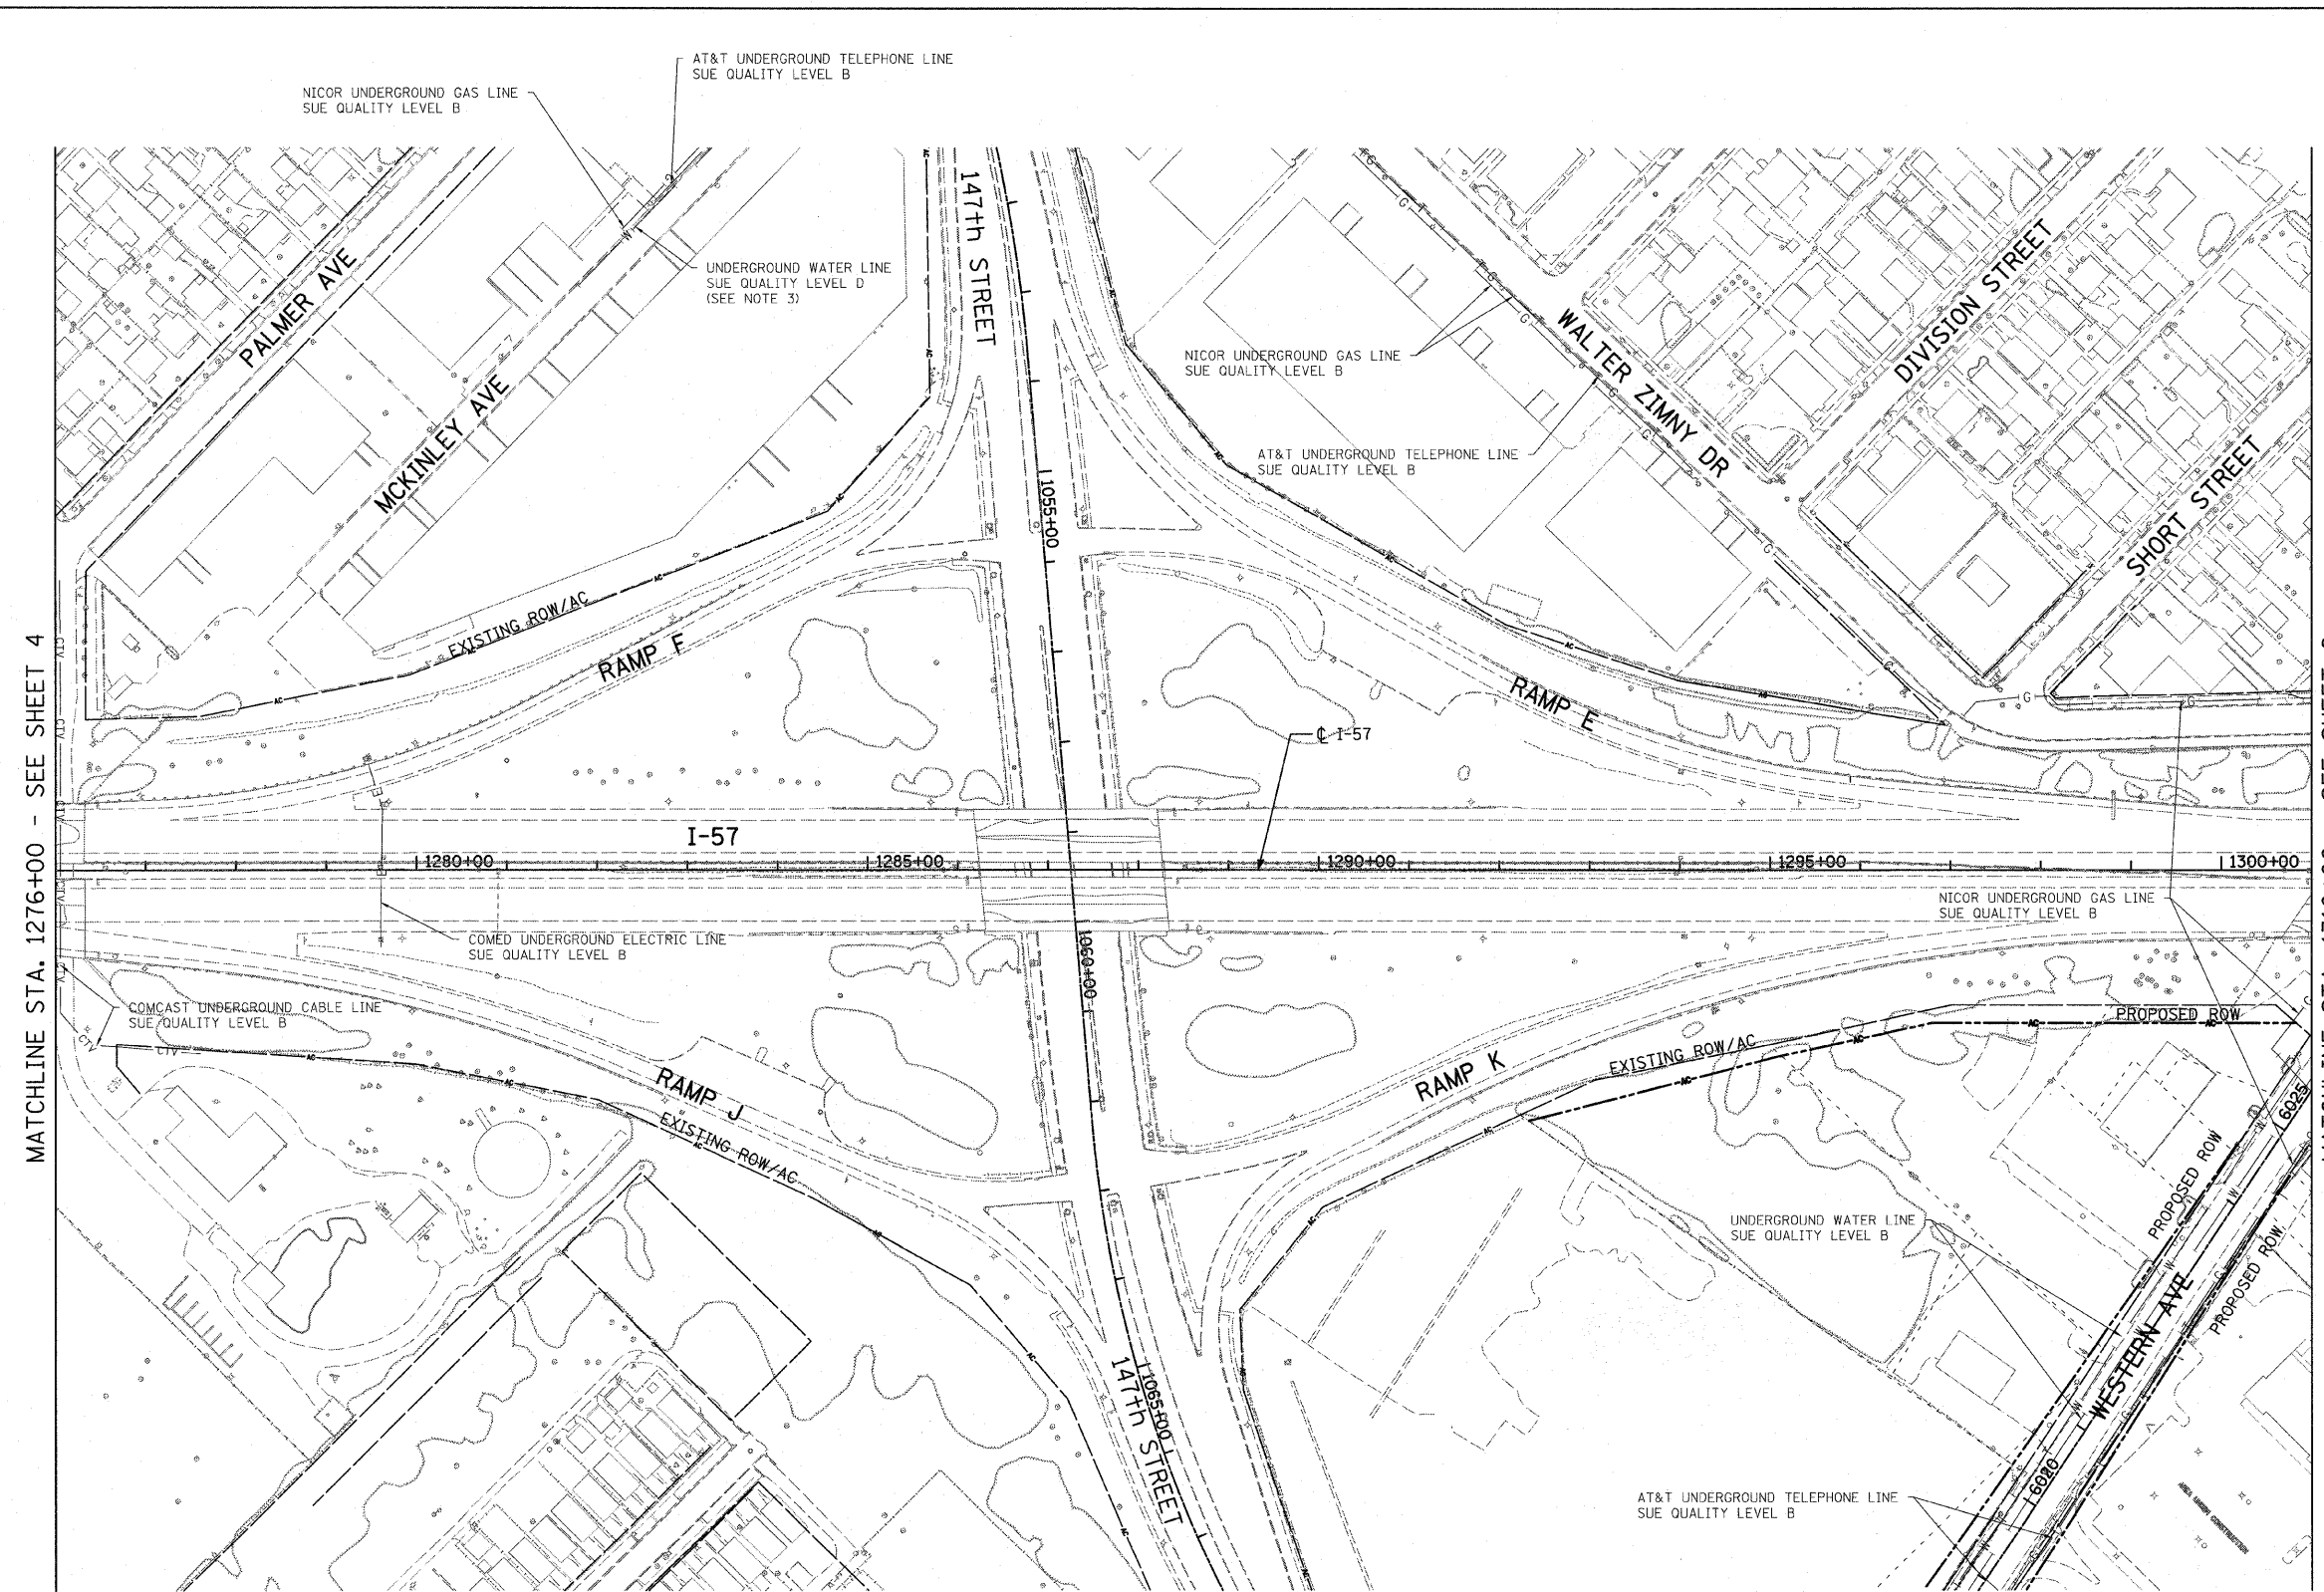 AT&T UNDERGROUND TELEPHONE LINE
SUE QUALITY LEVEL B
NICOR UNDERGROUND GAS LINE
SUE QUALITY LEVEL B
UNDERGROUND WATER LINE
SUE QUALITY LEVEL D
(SEE NOTE 3)
147th STREET
PALMER AVE
MCKINLEY AVE
NICOR UNDERGROUND GAS LINE
SUE QUALITY LEVEL B
WALTER ZIMNY DR
DIVISION STREET
SHORT STREET
AT&T UNDERGROUND TELEPHONE LINE
SUE QUALITY LEVEL B
1055+00
EXISTING ROW/AC
RAMP F
RAMP E
℄ I-57
MATCHLINE STA. 1276+00 - SEE SHEET 4
I-57
1280+00
1285+00
1290+00
1295+00
1300+00
NICOR UNDERGROUND GAS LINE
SUE QUALITY LEVEL B
COMED UNDERGROUND ELECTRIC LINE
SUE QUALITY LEVEL B
1060+00
COMCAST UNDERGROUND CABLE LINE
SUE QUALITY LEVEL B
PROPOSED ROW
EXISTING ROW/AC
RAMP K
RAMP J
EXISTING ROW/AC
6025
PROPOSED ROW
UNDERGROUND WATER LINE
SUE QUALITY LEVEL B
PROPOSED ROW
WESTERN AVE
1065+00
147th STREET
6020
AT&T UNDERGROUND TELEPHONE LINE
SUE QUALITY LEVEL B
AREA UNDER CONSTRUCTION